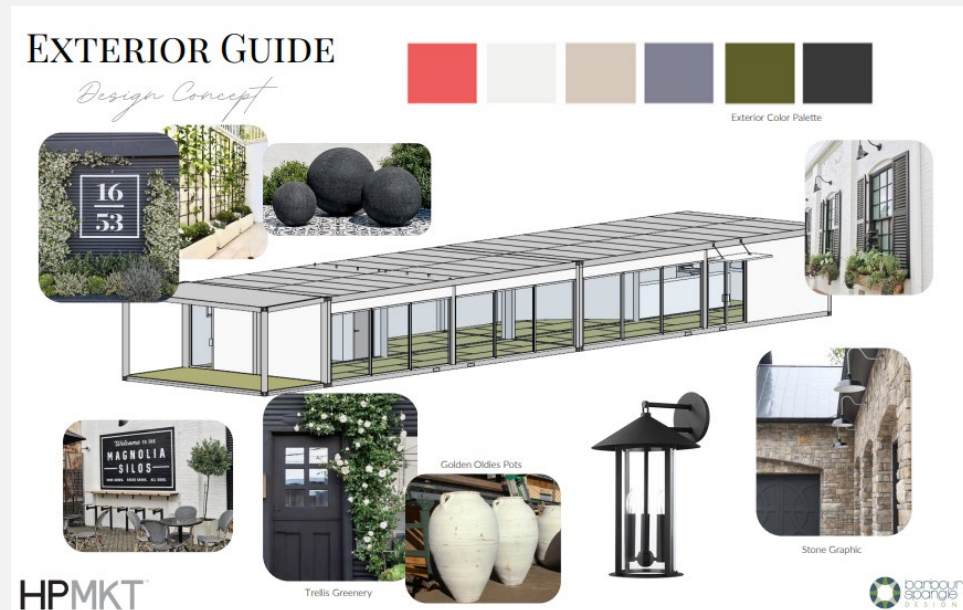 EXTERIOR GUIDE
Design Concept
Exterior Color Palette
16
53
Welcome TO THE
MAGNOLIA
- SILOS -
Golden Oldies Pots
Trellis Greenery
Stone Graphic
HPMKT
barbour
spangle
DESIGN